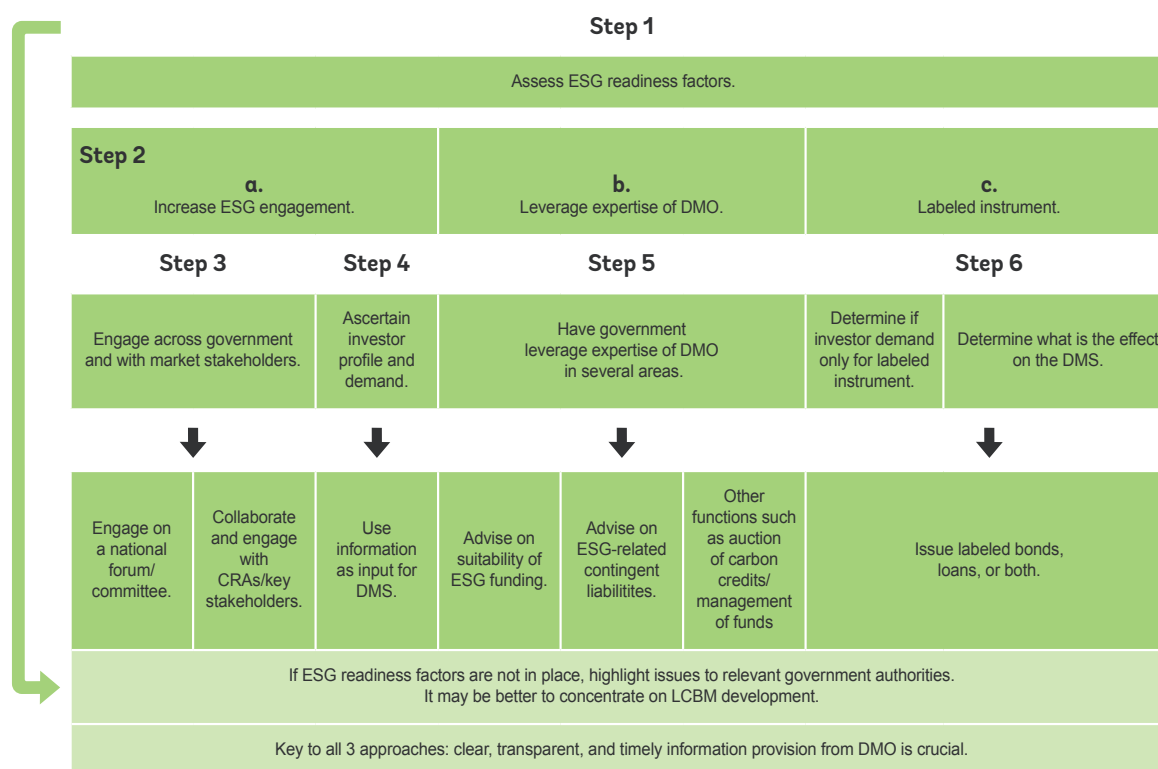 Step 1
Assess ESG readiness factors.
Step 2
a.
Increase ESG engagement.
b.
Leverage expertise of DMO.
c.
Labeled instrument.
Step 3
Step 4
Step 5
Step 6
Engage across government
and with market stakeholders.
Ascertain
investor
profile and
demand.
Have government
leverage expertise of DMO
in several areas.
Determine if
investor demand
only for labeled
instrument.
Determine what is the effect
on the DMS.
Engage on
a national
forum/
committee.
Collaborate
and engage
with
CRAs/key
stakeholders.
Use
information
as input for
DMS.
Advise on
suitability of
ESG funding.
Advise on
ESG-related
contingent
liabilitites.
Other
functions such
as auction
of carbon
credits/
management
of funds
Issue labeled bonds,
loans, or both.
If ESG readiness factors are not in place, highlight issues to relevant government authorities.
It may be better to concentrate on LCBM development.
Key to all 3 approaches: clear, transparent, and timely information provision from DMO is crucial.